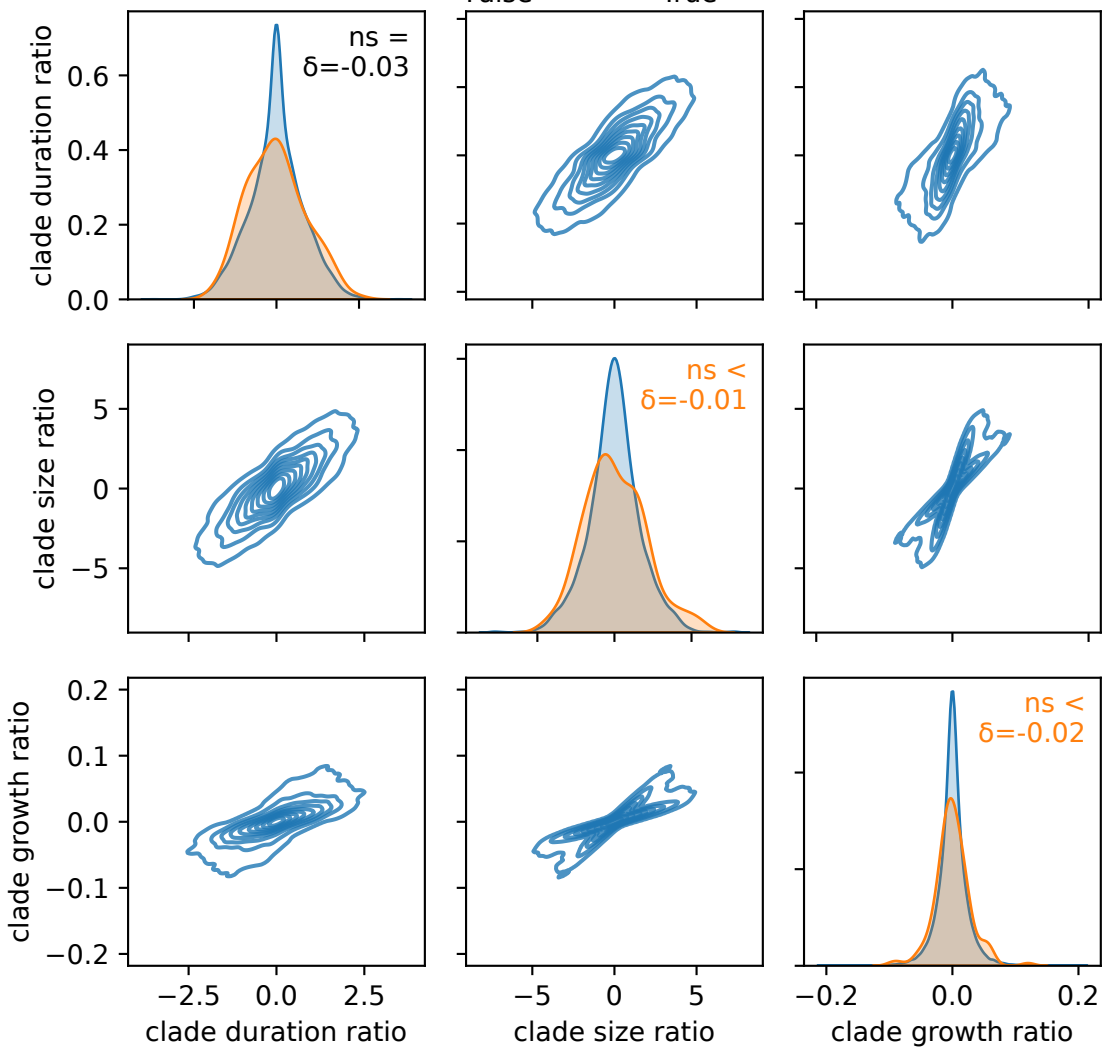 clade duration ratio
0.6
0.4
0.2
0.0
ns =
δ=-0.03
clade size ratio
5
0
−5
ns <
δ=-0.01
clade growth ratio
0.2
0.1
0.0
−0.1
−0.2
ns <
δ=-0.02
−2.5 0.0 2.5
−5 0 5
−0.2 0.0 0.2
clade duration ratio
clade size ratio
clade growth ratio